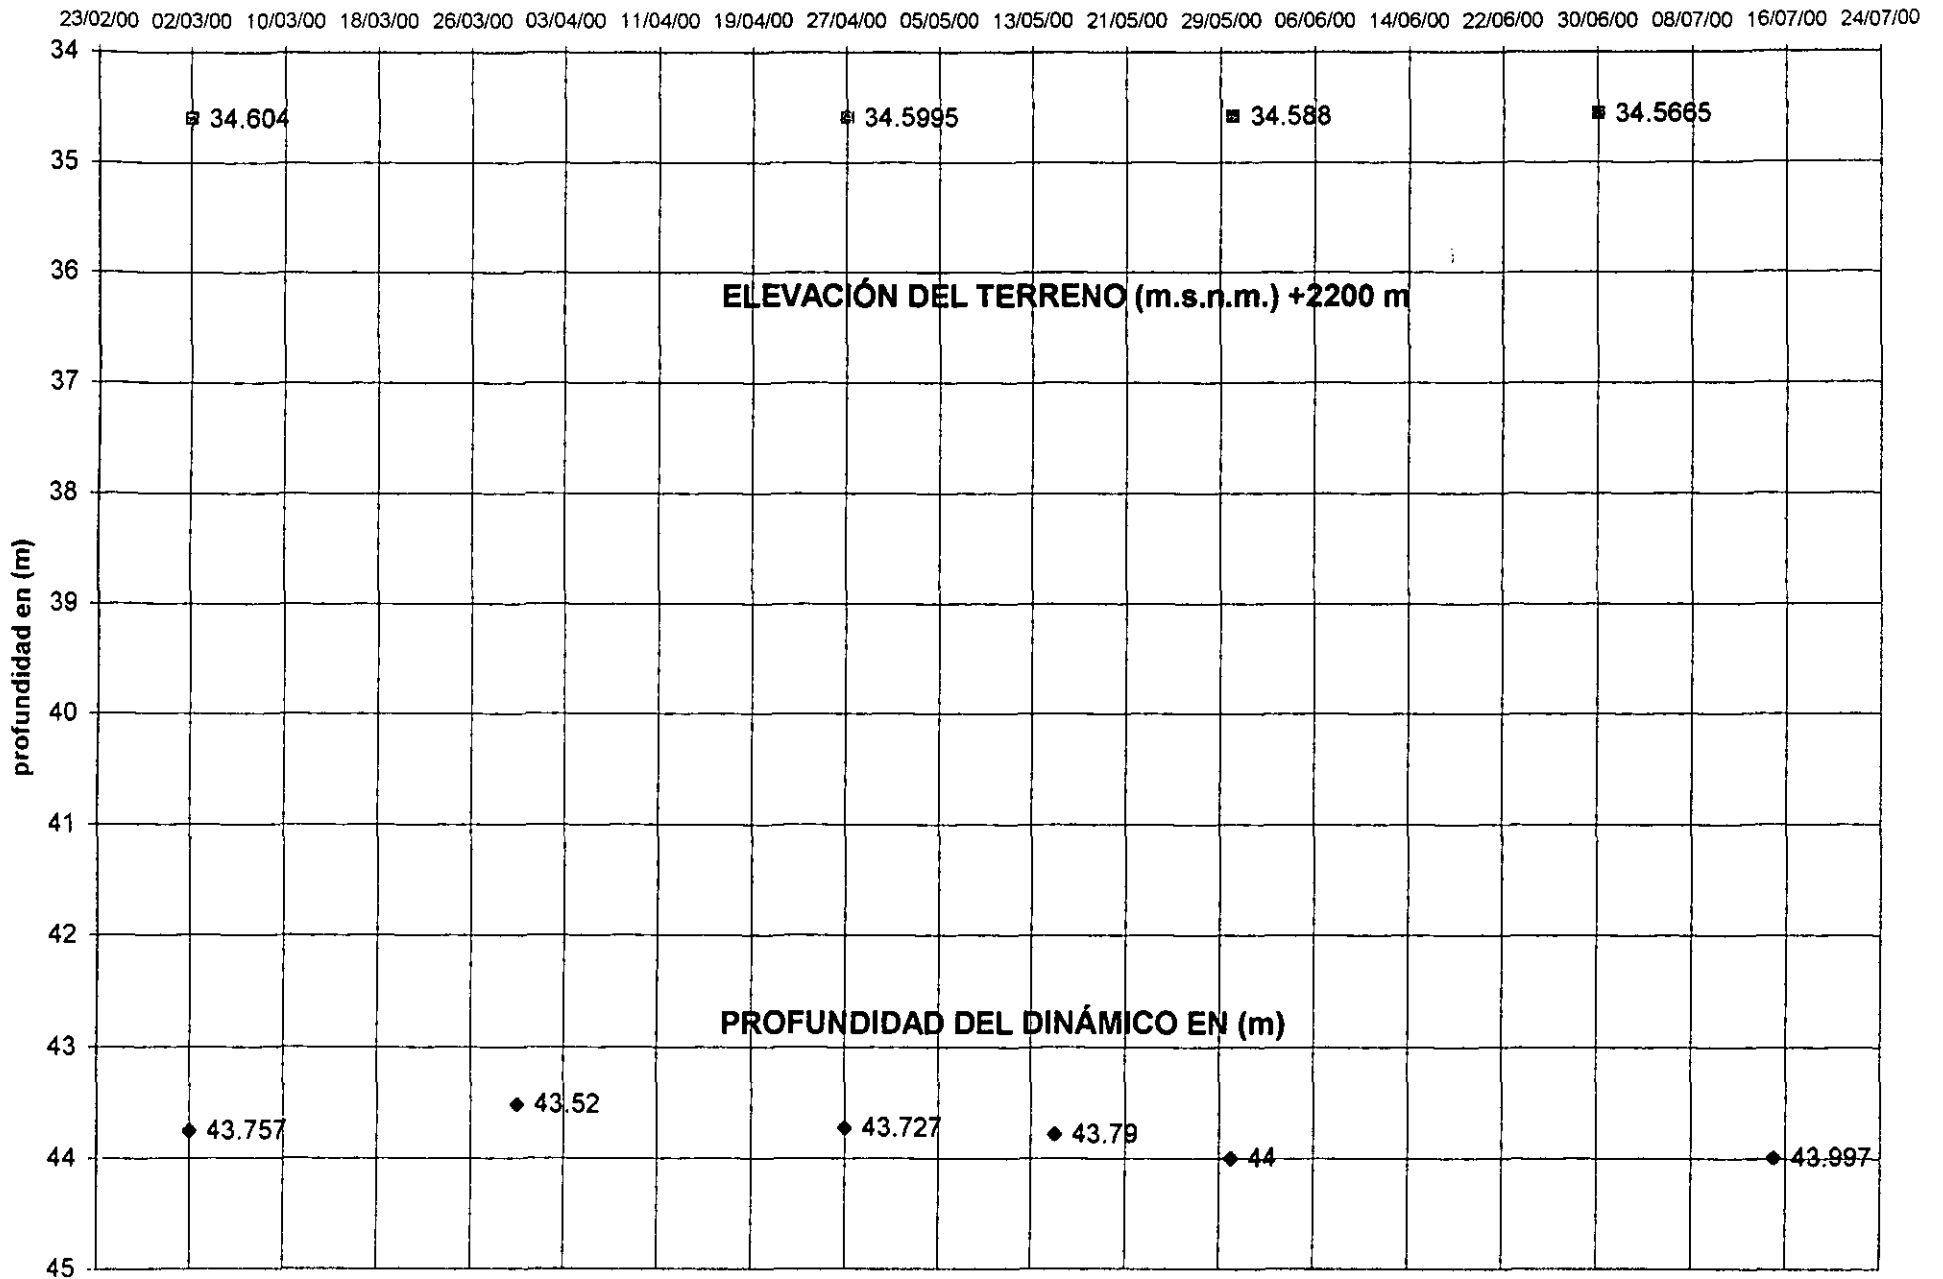 23/02/00 02/03/00 10/03/00 18/03/00 26/03/00 03/04/00 11/04/00 19/04/00 27/04/00 05/05/00 13/05/00 21/05/00 29/05/00 06/06/00 14/06/00 22/06/00 30/06/00 08/07/00 16/07/00 24/07/00
34
34.604 34.5995 34.588 34.5665
35
36
ELEVACIÓN DEL TERRENO (m.s.n.m.) +2200 m
37
38
profundidad en (m)
39
40
41
42
PROFUNDIDAD DEL DINÁMICO EN (m)
43
43.757 43.52 43.727 43.79
44 44 43.997
45